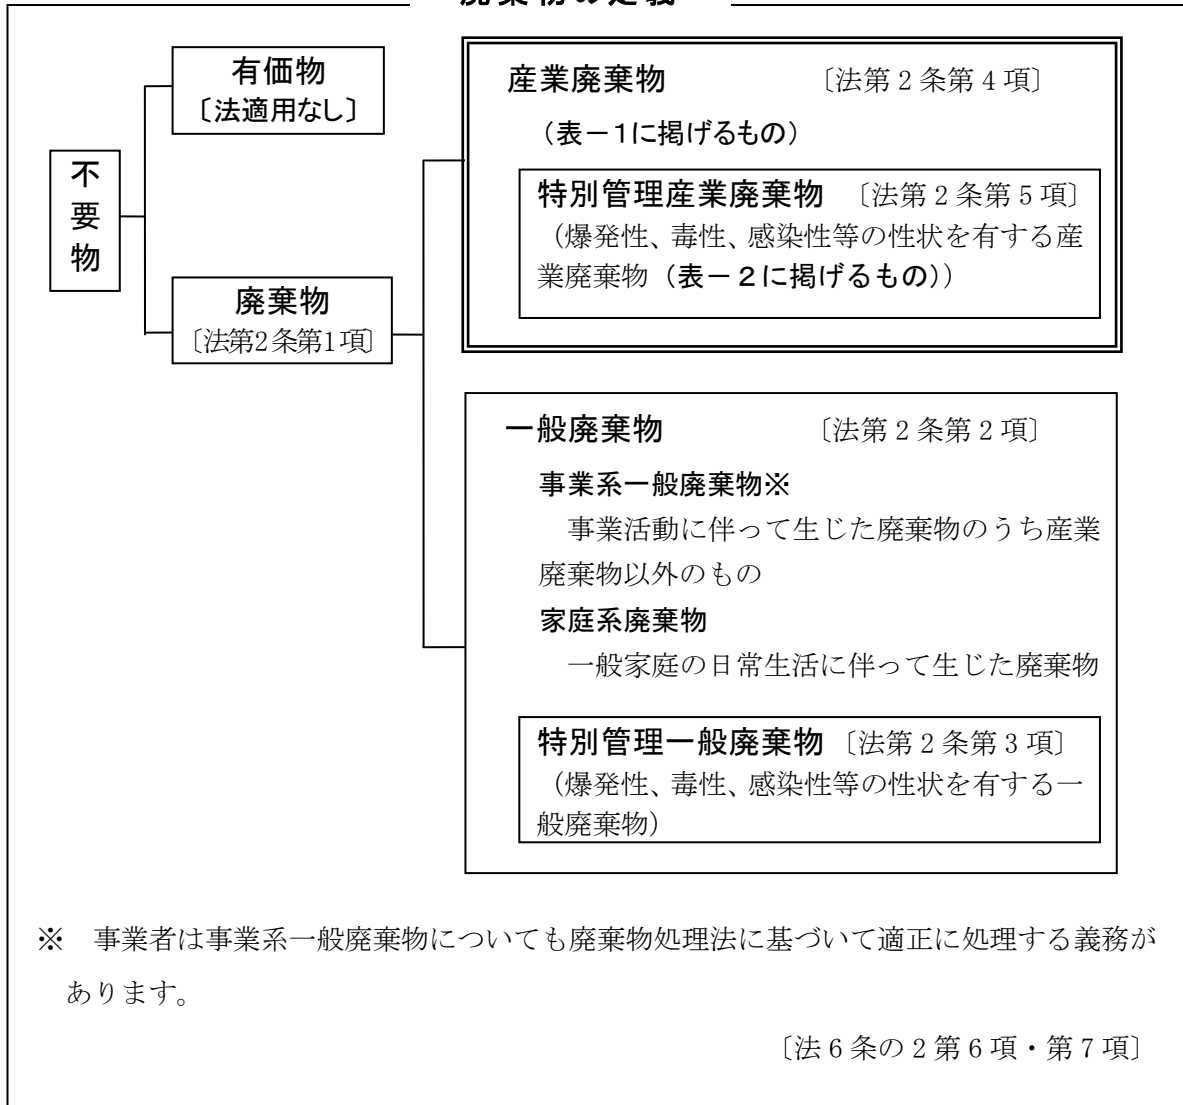 廃棄物の定義
有価物
〔法適用なし〕
不要物
廃棄物
〔法第2条第1項〕
産業廃棄物 〔法第2条第4項〕
(表-1に掲げるもの)
特別管理産業廃棄物 〔法第2条第5項〕
(爆発性、毒性、感染性等の性状を有する産
業廃棄物(表-2に掲げるもの))
一般廃棄物 〔法第2条第2項〕
事業系一般廃棄物※
事業活動に伴って生じた廃棄物のうち産業
廃棄物以外のもの
家庭系廃棄物
一般家庭の日常生活に伴って生じた廃棄物
特別管理一般廃棄物 〔法第2条第3項〕
(爆発性、毒性、感染性等の性状を有する一
般廃棄物)
※ 事業者は事業系一般廃棄物についても廃棄物処理法に基づいて適正に処理する義務が
あります。
〔法6条の2第6項・第7項〕